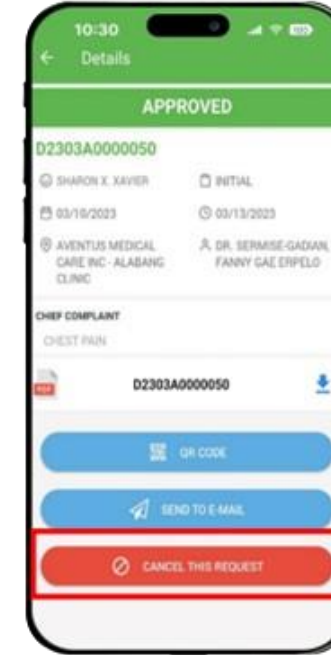 10:30
Details
APPROVED
D2303A0000050
SHARON X. XAVIER
INITIAL
03/10/2023
03/13/2023
AVENTUS MEDICAL
CARE INC - ALABANG
CLINIC
DR. SERMISE-GADIAN,
FANNY GAE ERPELO
CHIEF COMPLAINT
CHEST PAIN
PDF
D2303A0000050
QR CODE
SEND TO E-MAIL
CANCEL THIS REQUEST